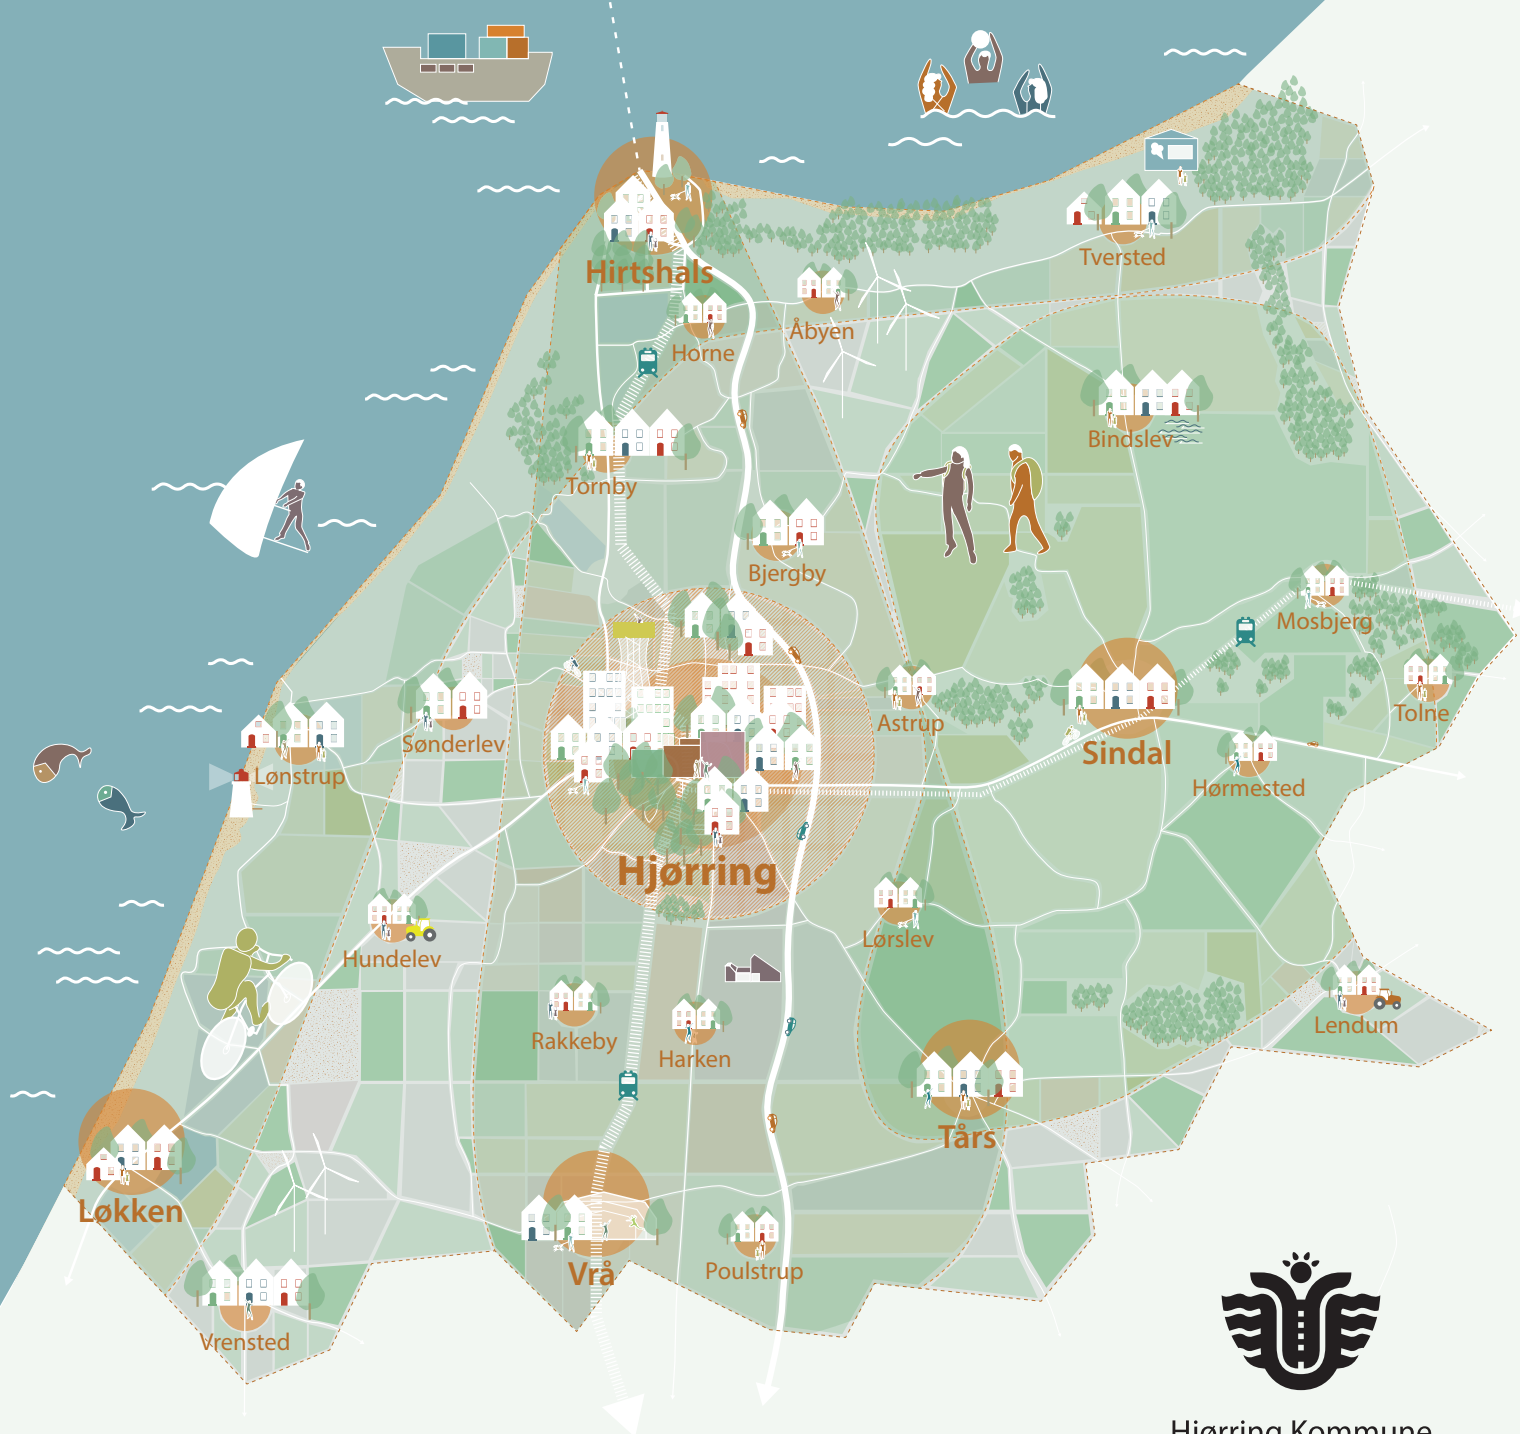 Hirtshals
Tversted
Åbyen
Horne
Bindslev
Tornby
Bjergby
Mosbjerg
Tolne
Astrup
Sindal
Sønderlev
Lønstrup
Hørmested
Hjørring
Lørslev
Hundelev
Lendum
Rakkeby
Harken
Tårs
Løkken
Vrå
Poulstrup
Vrensted
Hjørring Kommune